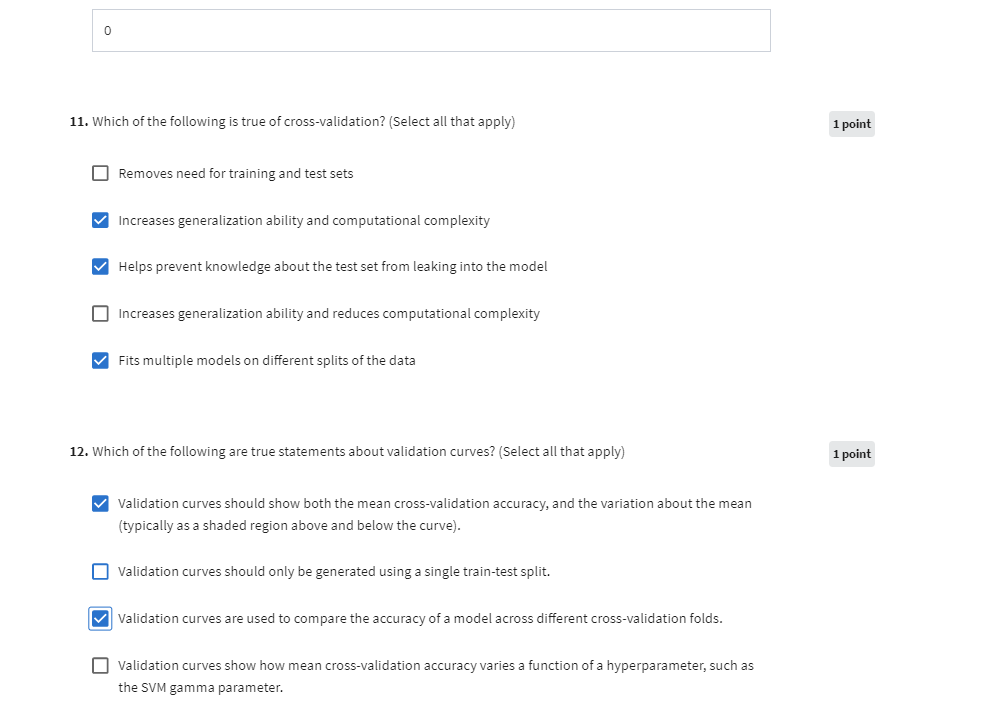 0
11. Which of the following is true of cross-validation? (Select all that apply)
1 point
Removes need for training and test sets
Increases generalization ability and computational complexity
Helps prevent knowledge about the test set from leaking into the model
Increases generalization ability and reduces computational complexity
Fits multiple models on different splits of the data
12. Which of the following are true statements about validation curves? (Select all that apply)
1 point
Validation curves should show both the mean cross-validation accuracy, and the variation about the mean
(typically as a shaded region above and below the curve).
Validation curves should only be generated using a single train-test split.
Validation curves are used to compare the accuracy of a model across different cross-validation folds.
Validation curves show how mean cross-validation accuracy varies a function of a hyperparameter, such as
the SVM gamma parameter.